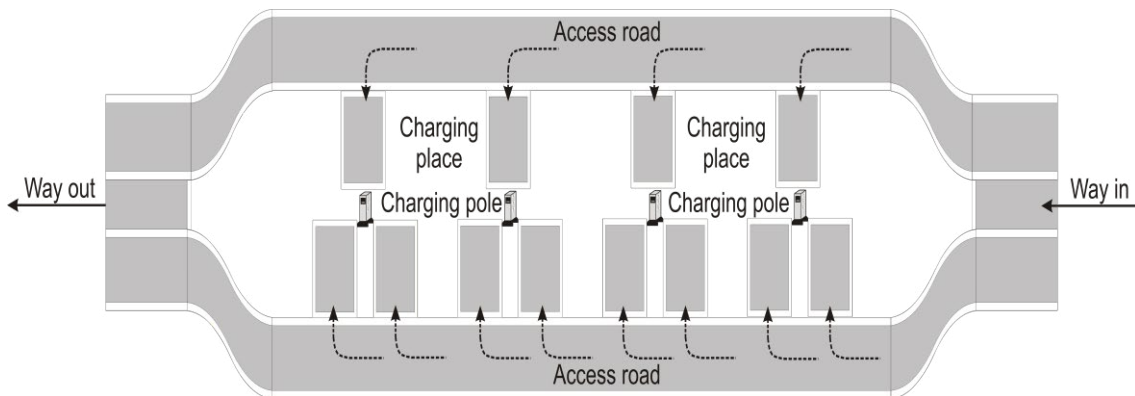 Access road
Charging
place
Charging
place
Way out
Charging pole
Charging pole
Way in
Access road